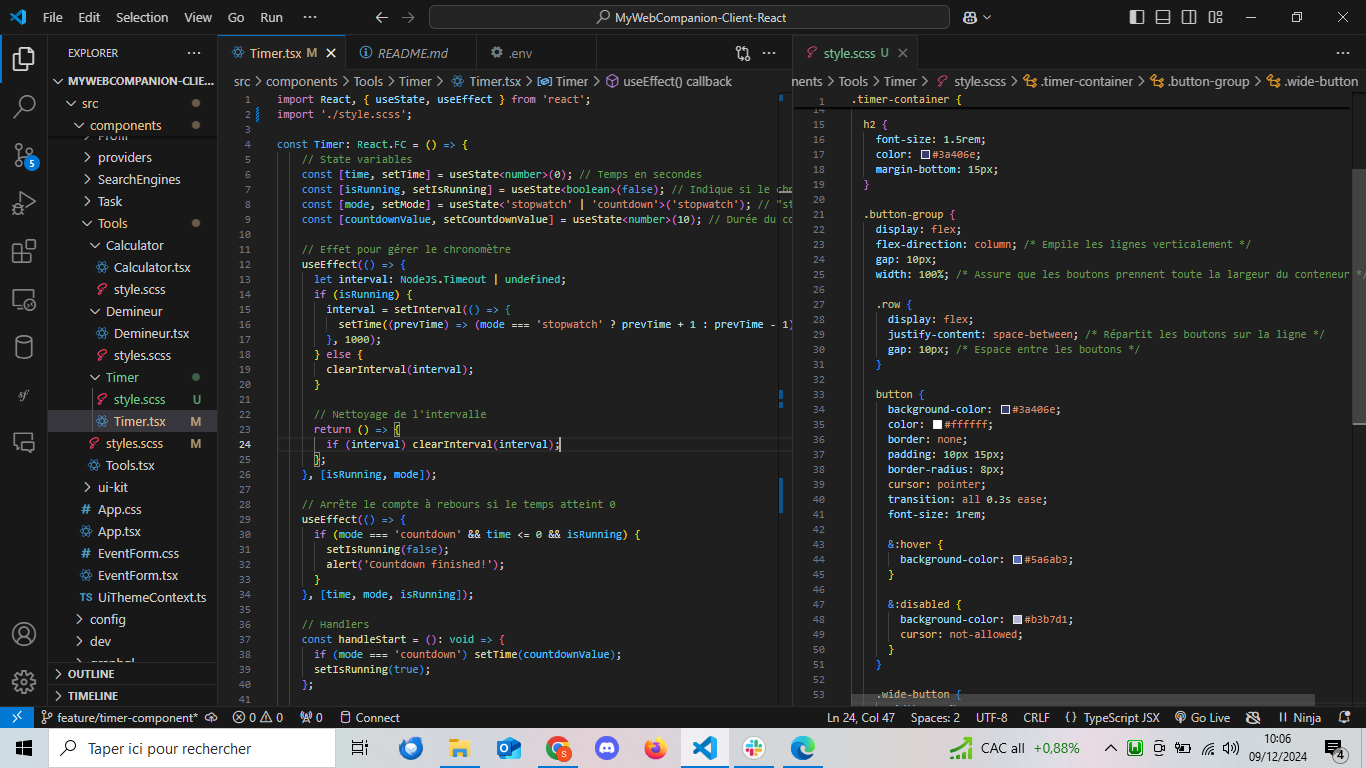 File Edit Selection View Go Run ···
MyWebCompanion-Client-React
EXPLORER
MYWEBCOMPANION-CLIE...
src
components
Profil
providers
SearchEngines
Task
Tools
Calculator
Calculator.tsx
style.scss
Demineur
Demineur.tsx
styles.scss
Timer
style.scss U
Timer.tsx M
styles.scss M
Tools.tsx
ui-kit
App.css
App.tsx
EventForm.css
EventForm.tsx
TS UiThemeContext.ts
config
dev
graphql
OUTLINE
TIMELINE
5
Timer.tsx M
README.md
.env
src > components > Tools > Timer > Timer.tsx > Timer > useEffect() callback
1 import React, { useState, useEffect } from 'react';
2 import './style.scss';
3
4 const Timer: React.FC = () => {
5 // State variables
6 const [time, setTime] = useState<number>(0); // Temps en secondes
7 const [isRunning, setIsRunning] = useState<boolean>(false); // Indique si le chr
8 const [mode, setMode] = useState<'stopwatch' | 'countdown'>('stopwatch'); // "st
9 const [countdownValue, setCountdownValue] = useState<number>(10); // Durée du co
10
11 // Effet pour gérer le chronomètre
12 useEffect(() => {
13 let interval: NodeJS.Timeout | undefined;
14 if (isRunning) {
15 interval = setInterval(() => {
16 setTime((prevTime) => (mode === 'stopwatch' ? prevTime + 1 : prevTime - 1)
17 }, 1000);
18 } else {
19 clearInterval(interval);
20 }
21
22 // Nettoyage de l'intervalle
23 return () => {
24 if (interval) clearInterval(interval);
25 };
26 }, [isRunning, mode]);
27
28 // Arrête le compte à rebours si le temps atteint 0
29 useEffect(() => {
30 if (mode === 'countdown' && time <= 0 && isRunning) {
31 setIsRunning(false);
32 alert('Countdown finished!');
33 }
34 }, [time, mode, isRunning]);
35
36 // Handlers
37 const handleStart = (): void => {
38 if (mode === 'countdown') setTime(countdownValue);
39 setIsRunning(true);
40 };
41
style.scss U
nents > Tools > Timer > style.scss > .timer-container > .button-group > .wide-button
1 .timer-container {
14
15 h2 {
16 font-size: 1.5rem;
17 color: #3a406e;
18 margin-bottom: 15px;
19 }
20
21 .button-group {
22 display: flex;
23 flex-direction: column; /* Empile les lignes verticalement */
24 gap: 10px;
25 width: 100%; /* Assure que les boutons prennent toute la largeur du conteneur */
26
27 .row {
28 display: flex;
29 justify-content: space-between; /* Répartit les boutons sur la ligne */
30 gap: 10px; /* Espace entre les boutons */
31 }
32
33 button {
34 background-color: #3a406e;
35 color: #ffffff;
36 border: none;
37 padding: 10px 15px;
38 border-radius: 8px;
39 cursor: pointer;
40 transition: all 0.3s ease;
41 font-size: 1rem;
42
43 &:hover {
44 background-color: #5a6ab3;
45 }
46
47 &:disabled {
48 background-color: #b3b7d1;
49 cursor: not-allowed;
50 }
51 }
52
53 .wide-button {
feature/timer-component* 0 0 0 Connect
Ln 24, Col 47 Spaces: 2 UTF-8 CRLF {} TypeScript JSX Go Live Ninja
Taper ici pour rechercher
CAC all +0,88%
10:06
09/12/2024
4